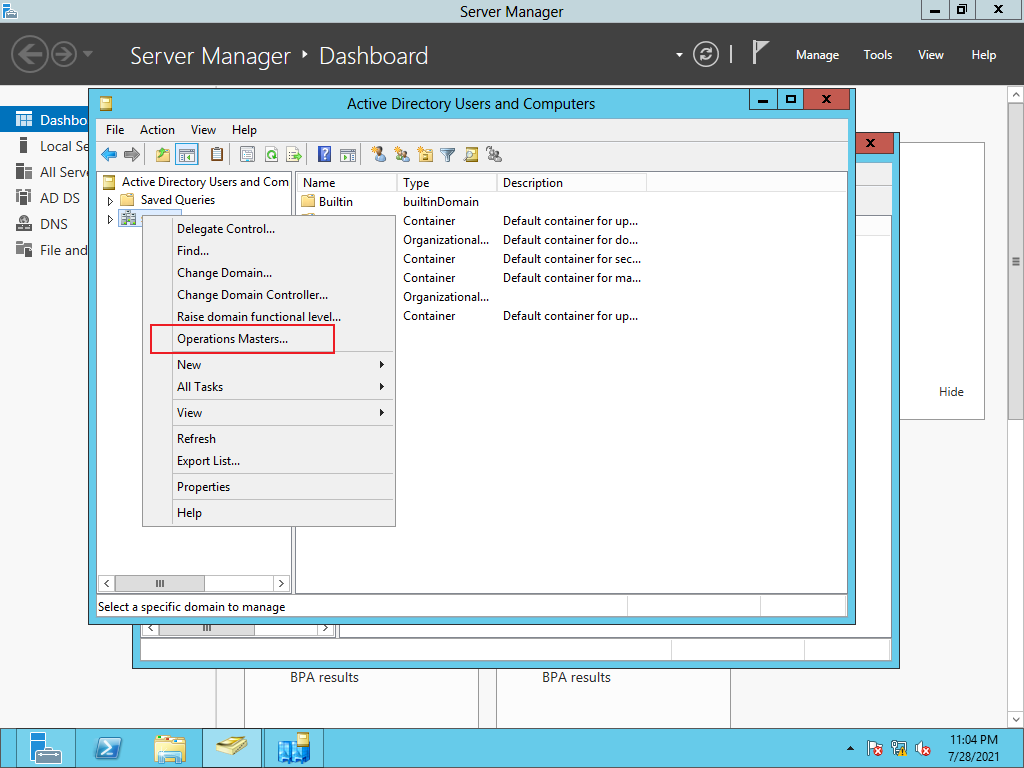 Server Manager
Server Manager ‣ Dashboard
Manage
Tools
View
Help
Dashbo
Local Se
All Serve
AD DS
DNS
File and
Active Directory Users and Computers
File Action View Help
Active Directory Users and Com
Saved Queries
Name Type Description
Builtin builtinDomain
Container Default container for up...
Organizational... Default container for do...
Container Default container for sec...
Container Default container for ma...
Organizational...
Container Default container for up...
Delegate Control...
Find...
Change Domain...
Change Domain Controller...
Raise domain functional level...
Operations Masters...
New
All Tasks
View
Refresh
Export List...
Properties
Help
Select a specific domain to manage
Hide
BPA results
BPA results
11:04 PM
7/28/2021